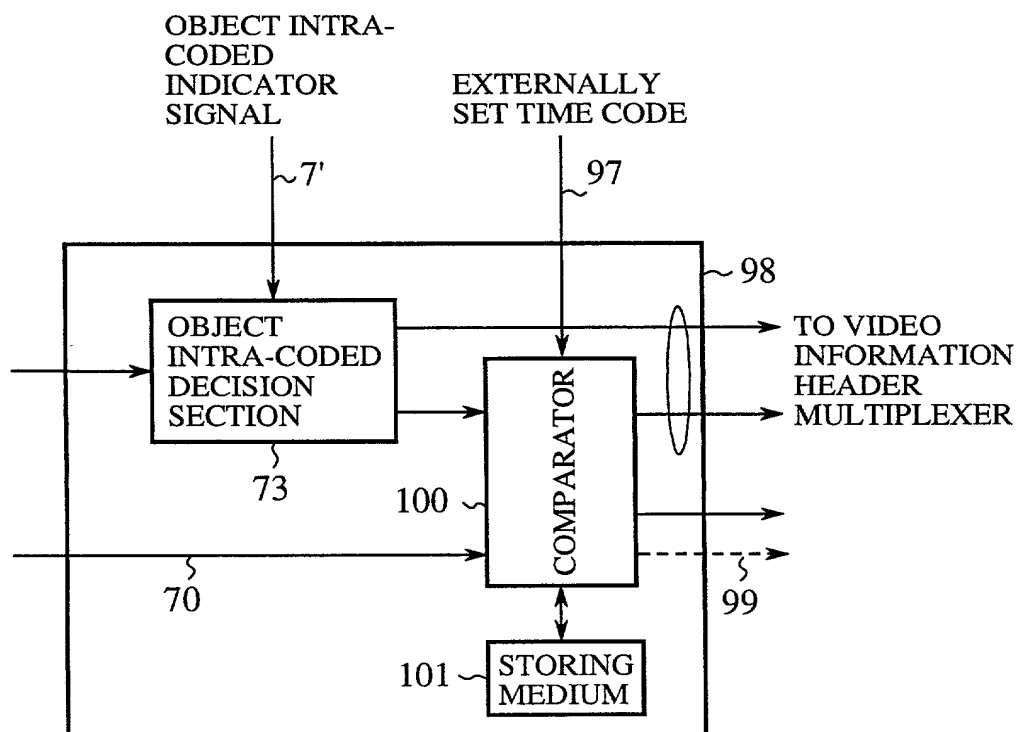 OBJECT INTRA-
CODED
INDICATOR
SIGNAL
EXTERNALLY
SET TIME CODE
7'
97
98
OBJECT
INTRA-CODED
DECISION
SECTION
TO VIDEO
INFORMATION
HEADER
MULTIPLEXER
73
COMPARATOR
100
70
99
101
STORING
MEDIUM